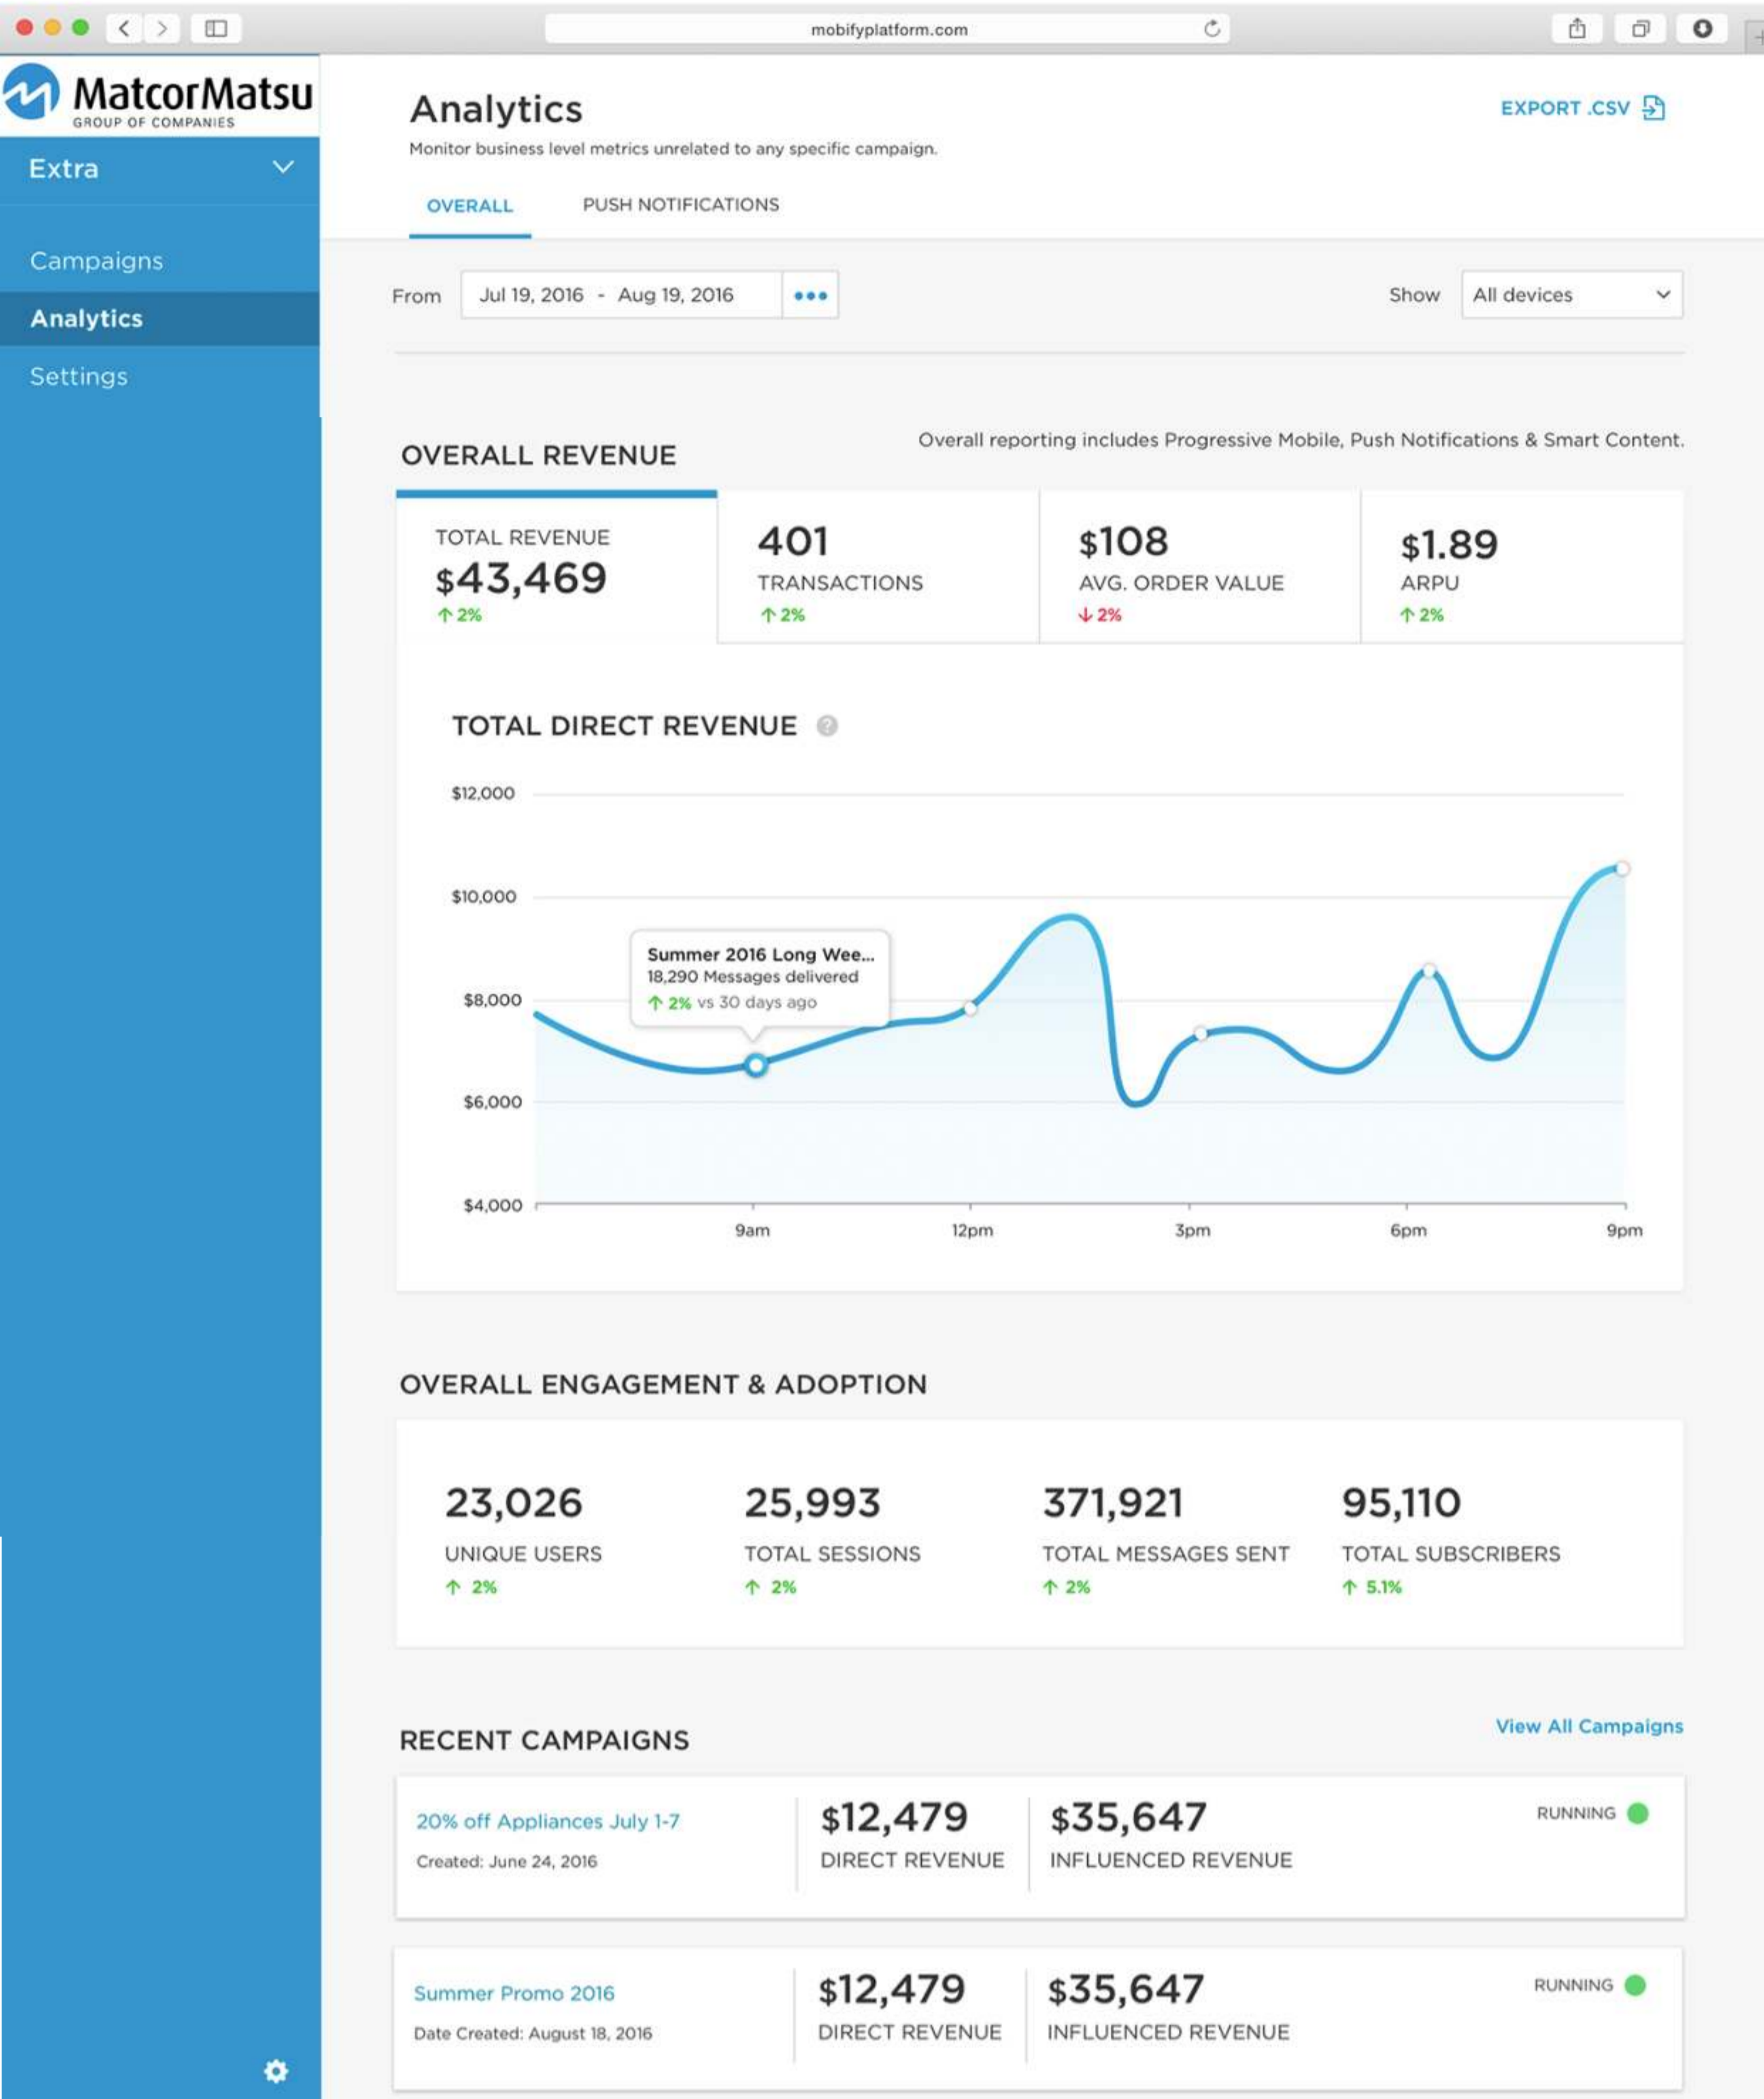 mobifyplatform.com
MatcorMatsu
GROUP OF COMPANIES
Extra
Campaigns
Analytics
Settings
Analytics
EXPORT .CSV
Monitor business level metrics unrelated to any specific campaign.
OVERALL PUSH NOTIFICATIONS
From Jul 19, 2016 - Aug 19, 2016 Show All devices
OVERALL REVENUE
Overall reporting includes Progressive Mobile, Push Notifications & Smart Content.
TOTAL REVENUE
$43,469
↑ 2%
401
TRANSACTIONS
↑ 2%
$108
AVG. ORDER VALUE
↓ 2%
$1.89
ARPU
↑ 2%
TOTAL DIRECT REVENUE ?
$12,000
$10,000
$8,000
$6,000
$4,000
Summer 2016 Long Wee...
18,290 Messages delivered
↑ 2% vs 30 days ago
9am 12pm 3pm 6pm 9pm
OVERALL ENGAGEMENT & ADOPTION
23,026
UNIQUE USERS
↑ 2%
25,993
TOTAL SESSIONS
↑ 2%
371,921
TOTAL MESSAGES SENT
↑ 2%
95,110
TOTAL SUBSCRIBERS
↑ 5.1%
RECENT CAMPAIGNS
View All Campaigns
20% off Appliances July 1-7
Created: June 24, 2016
$12,479
DIRECT REVENUE
$35,647
INFLUENCED REVENUE
RUNNING
Summer Promo 2016
Date Created: August 18, 2016
$12,479
DIRECT REVENUE
$35,647
INFLUENCED REVENUE
RUNNING